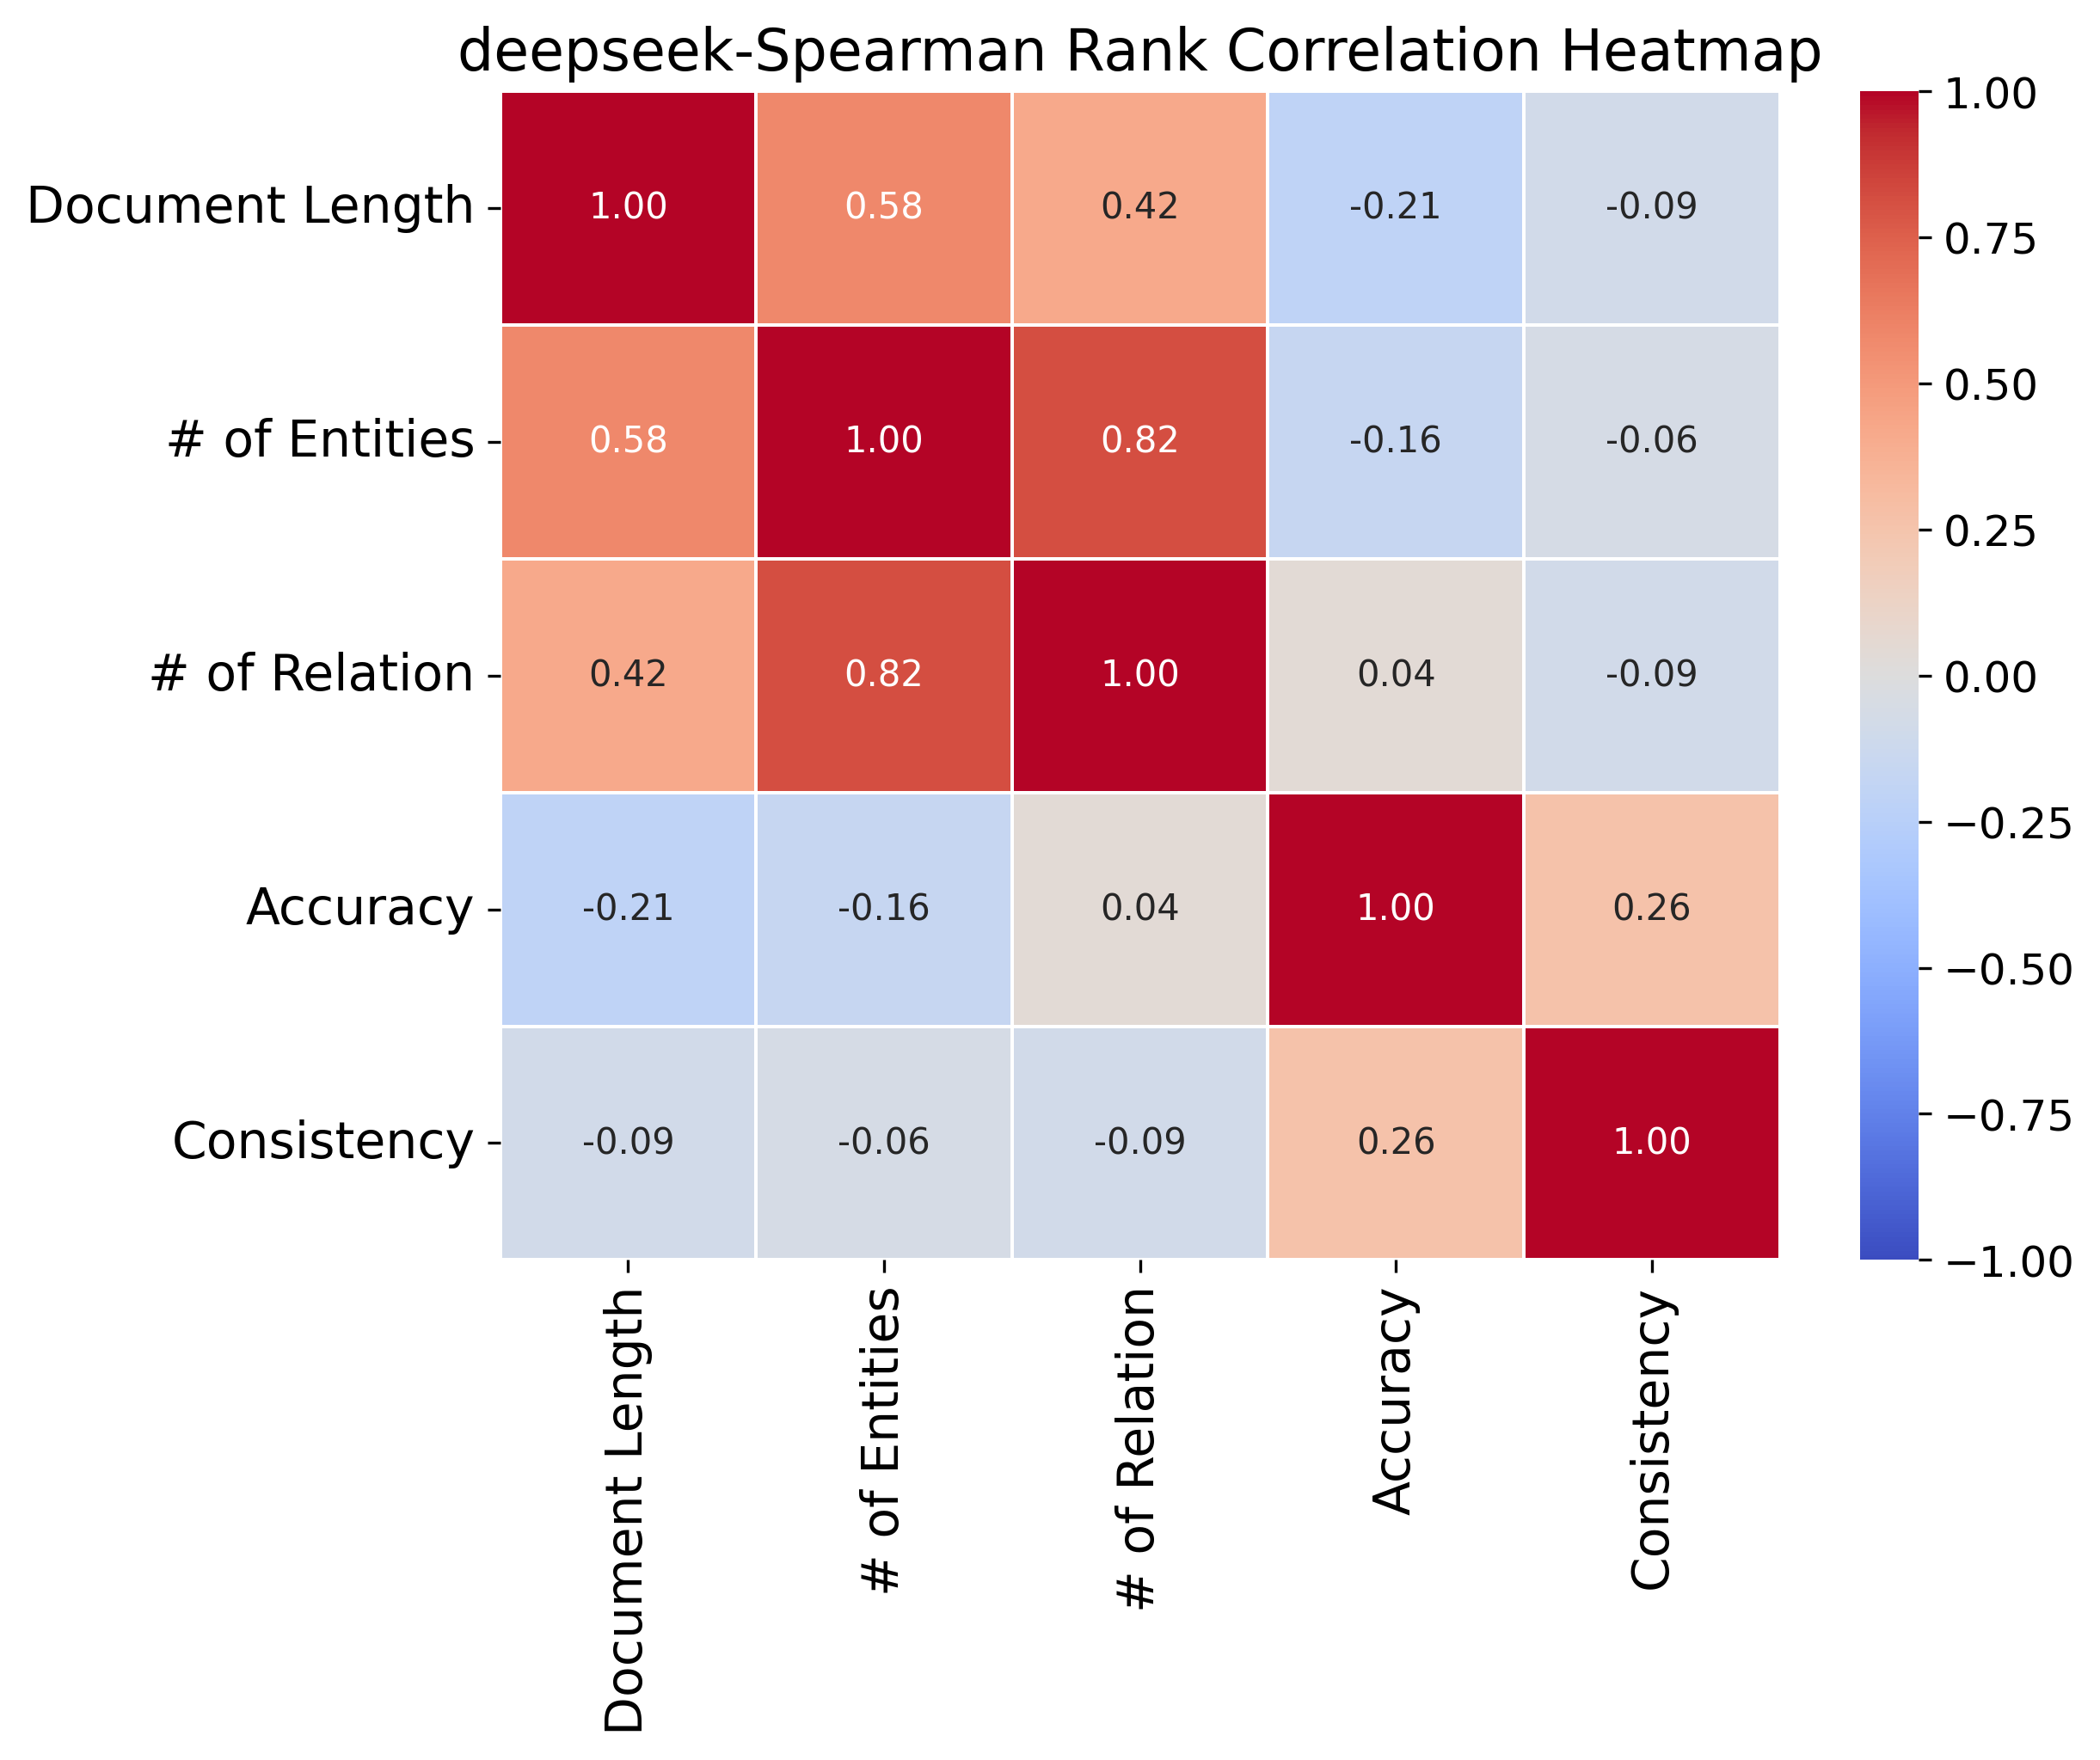 deepseek-Spearman Rank Correlation Heatmap
Document Length 1.00 0.58 0.42 -0.21 -0.09
# of Entities 0.58 1.00 0.82 -0.16 -0.06
# of Relation 0.42 0.82 1.00 0.04 -0.09
Accuracy -0.21 -0.16 0.04 1.00 0.26
Consistency -0.09 -0.06 -0.09 0.26 1.00
Document Length
# of Entities
# of Relation
Accuracy
Consistency
1.00
0.75
0.50
0.25
0.00
−0.25
−0.50
−0.75
−1.00